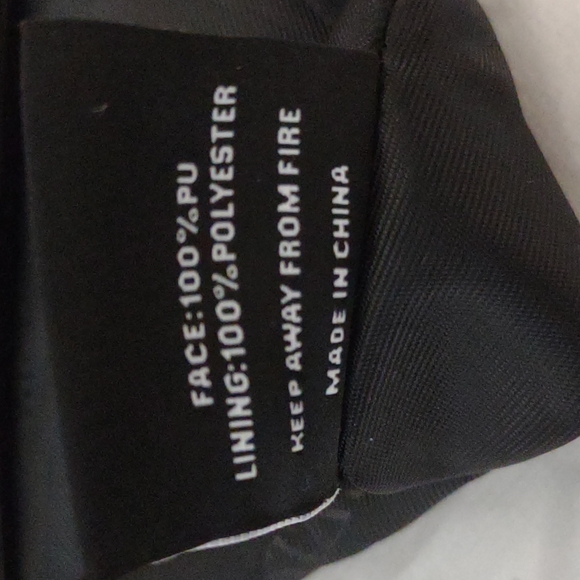 FACE:100%PU
LINING:100%POLYESTER
KEEP AWAY FROM FIRE
MADE IN CHINA